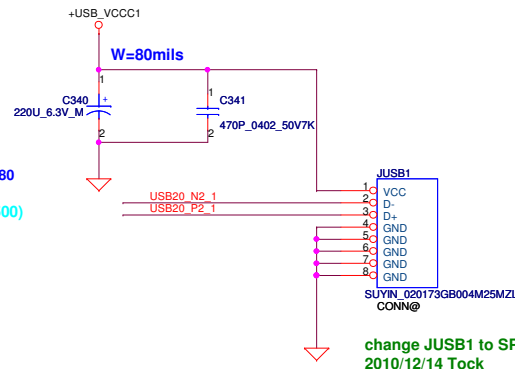 +USB_VCCC1
W=80mils
1
1
C340
+
C341
220U_6.3V_M
470P_0402_50V7K
2
2
80
00)
JUSB1
USB20_N2_1
USB20_P2_1
1 VCC
2 D-
3 D+
4 GND
5 GND
6 GND
7 GND
8 GND
SUYIN_020173GB004M25MZL
CONN@
change JUSB1 to SP
2010/12/14 Tock